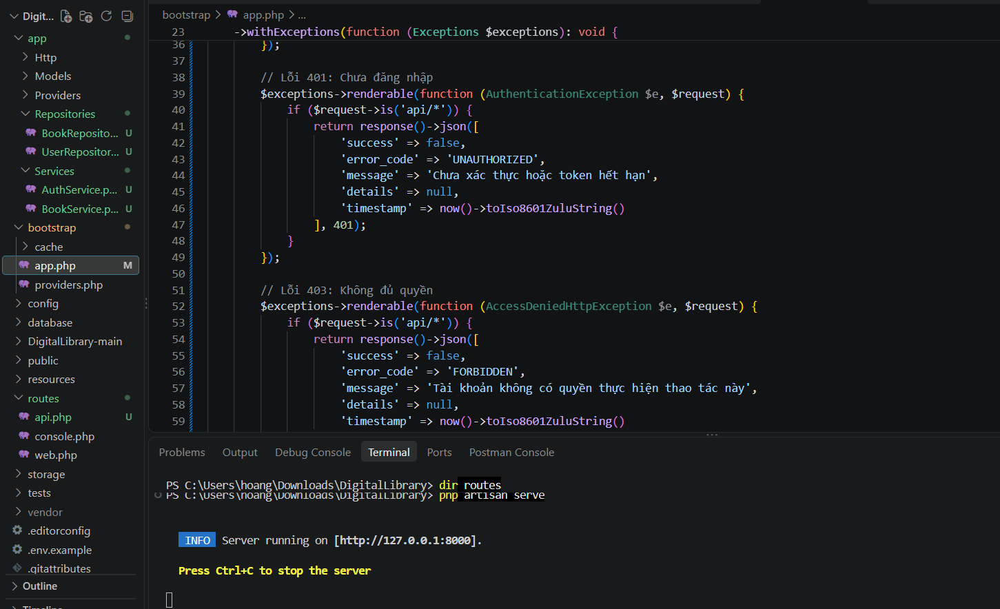 Digit...
app
Http
Models
Providers
Repositories
BookReposito... U
UserRepositor... U
Services
AuthService.p... U
BookService.p... U
bootstrap
cache
app.php M
providers.php
config
database
DigitalLibrary-main
public
resources
routes
api.php U
console.php
web.php
storage
tests
vendor
.editorconfig
.env.example
.gitattributes
Outline
Timeline
bootstrap > app.php > ...
23 ->withExceptions(function (Exceptions $exceptions): void {
36 });
37
38 // Lỗi 401: Chưa đăng nhập
39 $exceptions->renderable(function (AuthenticationException $e, $request) {
40 if ($request->is('api/*')) {
41 return response()->json([
42 'success' => false,
43 'error_code' => 'UNAUTHORIZED',
44 'message' => 'Chưa xác thực hoặc token hết hạn',
45 'details' => null,
46 'timestamp' => now()->toIso8601ZuluString()
47 ], 401);
48 }
49 });
50
51 // Lỗi 403: Không đủ quyền
52 $exceptions->renderable(function (AccessDeniedHttpException $e, $request) {
53 if ($request->is('api/*')) {
54 return response()->json([
55 'success' => false,
56 'error_code' => 'FORBIDDEN',
57 'message' => 'Tài khoản không có quyền thực hiện thao tác này',
58 'details' => null,
59 'timestamp' => now()->toIso8601ZuluString()
Problems Output Debug Console Terminal Ports Postman Console
PS C:\Users\hoang\Downloads\DigitalLibrary> dir routes
PS C:\Users\hoang\Downloads\DigitalLibrary> php artisan serve
INFO Server running on [http://127.0.0.1:8000].
Press Ctrl+C to stop the server